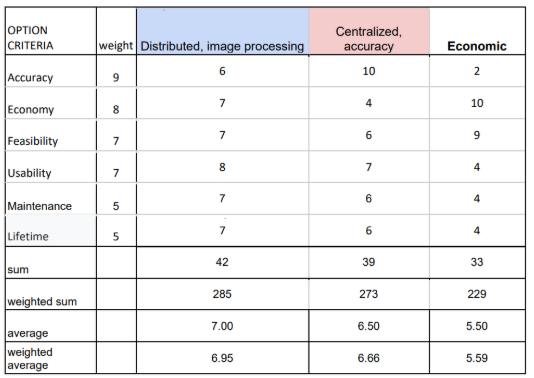 OPTION
CRITERIA weight Distributed, image processing Centralized, accuracy Economic
Accuracy 9 6 10 2
Economy 8 7 4 10
Feasibility 7 7 6 9
Usability 7 8 7 4
Maintenance 5 7 6 4
Lifetime 5 7 6 4
sum 42 39 33
weighted sum 285 273 229
average 7.00 6.50 5.50
weighted
average 6.95 6.66 5.59